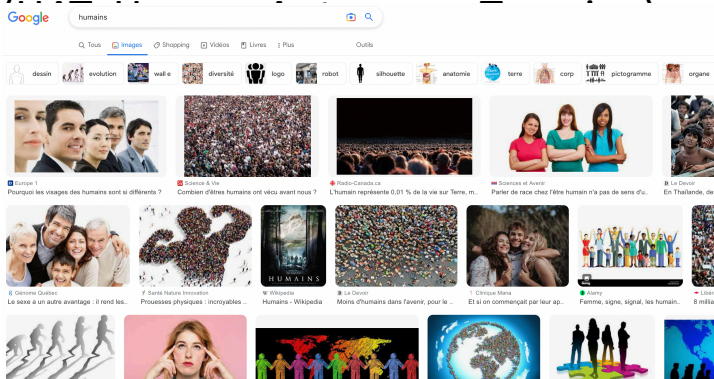 Google
humains
Tous
Images
Shopping
Vidéos
Livres
Plus
Outils
dessin
evolution
wall e
diversité
logo
robot
silhouette
anatomie
terre
corp
pictogramme
organe
Europe 1
Pourquoi les visages des humains sont si différents ?
Science & Vie
Combien d'êtres humains ont vécu avant nous ?
Radio-Canada.ca
L'humain représente 0,01 % de la vie sur Terre, m..
Sciences et Avenir
Parler de race chez l'être humain n'a pas de sens d'u..
Le Devoir
En Thaïlande, de
HUMAINS
Génome Québec
Le sexe a un autre avantage : il rend les..
Santé Nature Innovation
Prouesses physiques : incroyables ..
Wikipedia
Humains - Wikipedia
Le Devoir
Moins d'humains dans l'avenir, pour le ..
Clinique Mana
Et si on commençait par leur ap..
Alamy
Femme, signe, signal, les humain..
Libér
8 millia